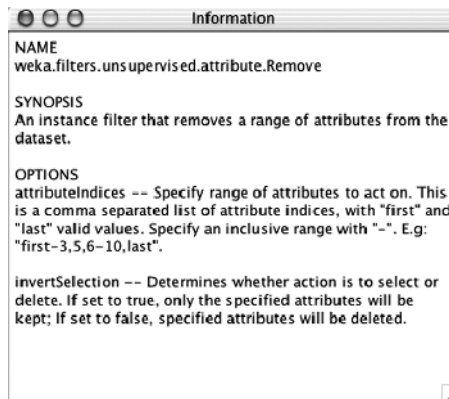 Information
NAME
weka.filters.unsupervised.attribute.Remove
SYNOPSIS
An instance filter that removes a range of attributes from the
dataset.
OPTIONS
attributeIndices -- Specify range of attributes to act on. This
is a comma separated list of attribute indices, with "first" and
"last" valid values. Specify an inclusive range with "-". E.g:
"first-3,5,6-10,last".
invertSelection -- Determines whether action is to select or
delete. If set to true, only the specified attributes will be
kept; If set to false, specified attributes will be deleted.